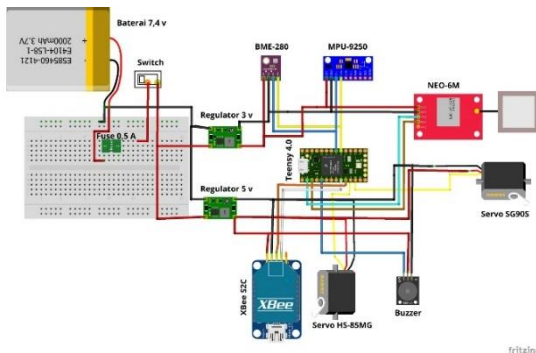 Baterai 7,4 v
2000mAh 3.7V
E4104-LS8-1
ES85460-4121
Switch
BME-280
MPU-9250
NEO-6M
Regulator 3 v
Fuse 0.5 A
Teensy 4.0
Regulator 5 v
Servo SG90S
XBee S2C
XBee
Servo HS-85MG
Buzzer
fritzing